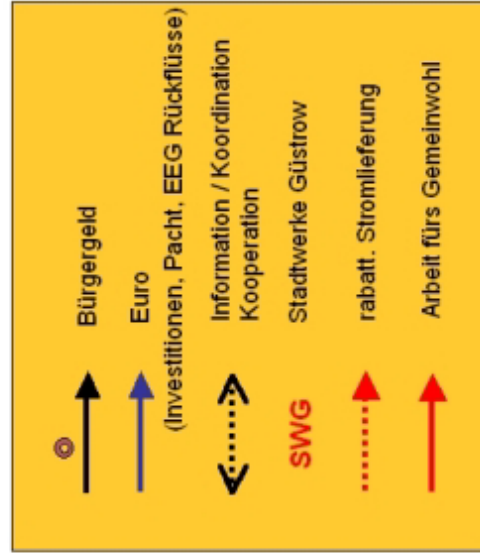 Bürgergeld
Euro
(Investitionen, Pacht, EEG Rückflüsse)
Information / Koordination
Kooperation
SWG Stadtwerke Güstrow
rabatt. Stromlieferung
Arbeit fürs Gemeinwohl